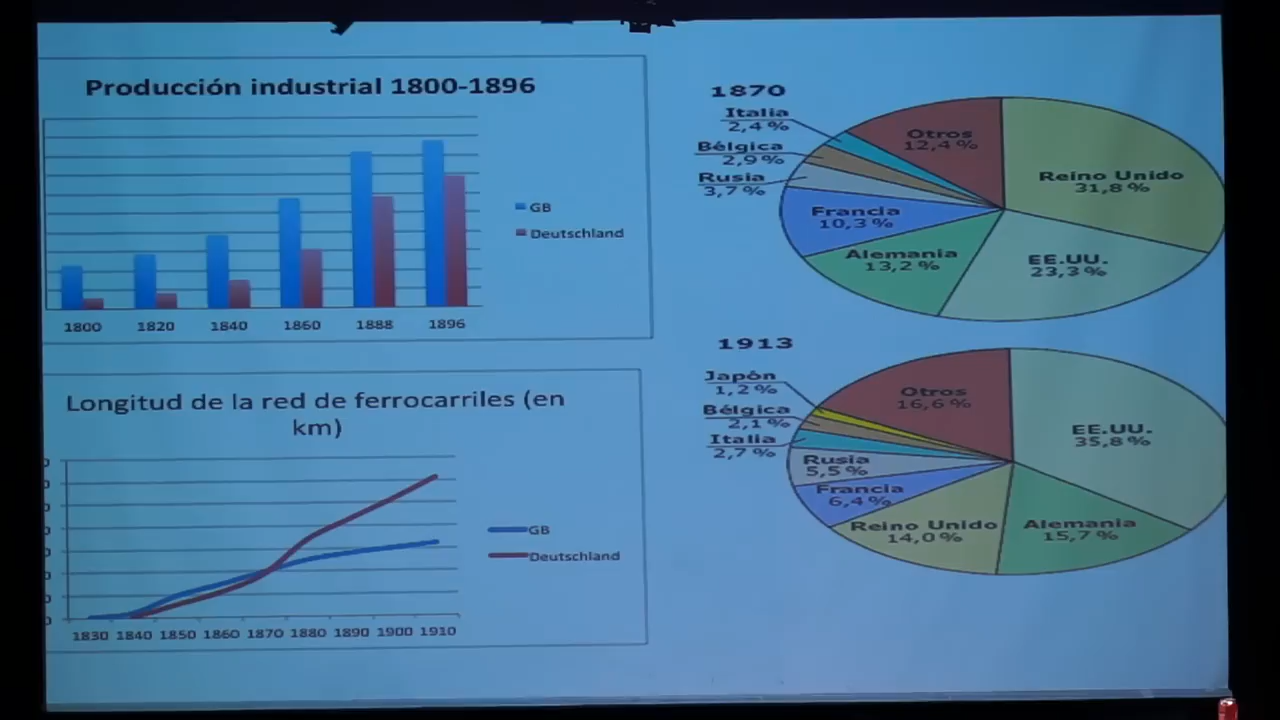 Producción industrial 1800-1896
GB
Deutschland
1800 1820 1840 1860 1888 1896
Longitud de la red de ferrocarriles (en
km)
GB
Deutschland
1830 1840 1850 1860 1870 1880 1890 1900 1910
1870
Italia
2,4%
Bélgica
2,9%
Rusia
3,7%
Francia
10,3%
Alemania
13,2%
Otros
12,4%
Reino Unido
31,8%
EE.UU.
23,3%
1913
Japón
1,2%
Bélgica
2,1%
Italia
2,7%
Rusia
5,5%
Francia
6,4%
Reino Unido
14,0%
Otros
16,6%
EE.UU.
35,8%
Alemania
15,7%